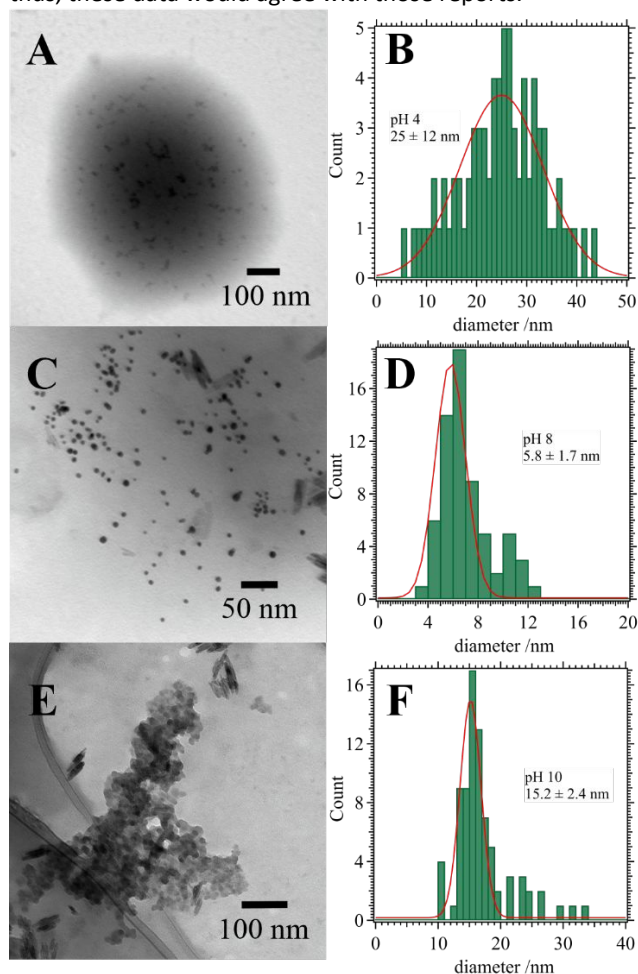 thus, these data would agree with reports.
A
100 nm
B
5
4
3
2
1
0
Count
pH 4
25 ± 12 nm
0 10 20 30 40 50
diameter /nm
C
50 nm
D
16
12
8
4
0
Count
pH 8
5.8 ± 1.7 nm
0 4 8 12 16 20
diameter /nm
E
100 nm
F
16
12
8
4
0
Count
pH 10
15.2 ± 2.4 nm
0 10 20 30 40
diameter /nm